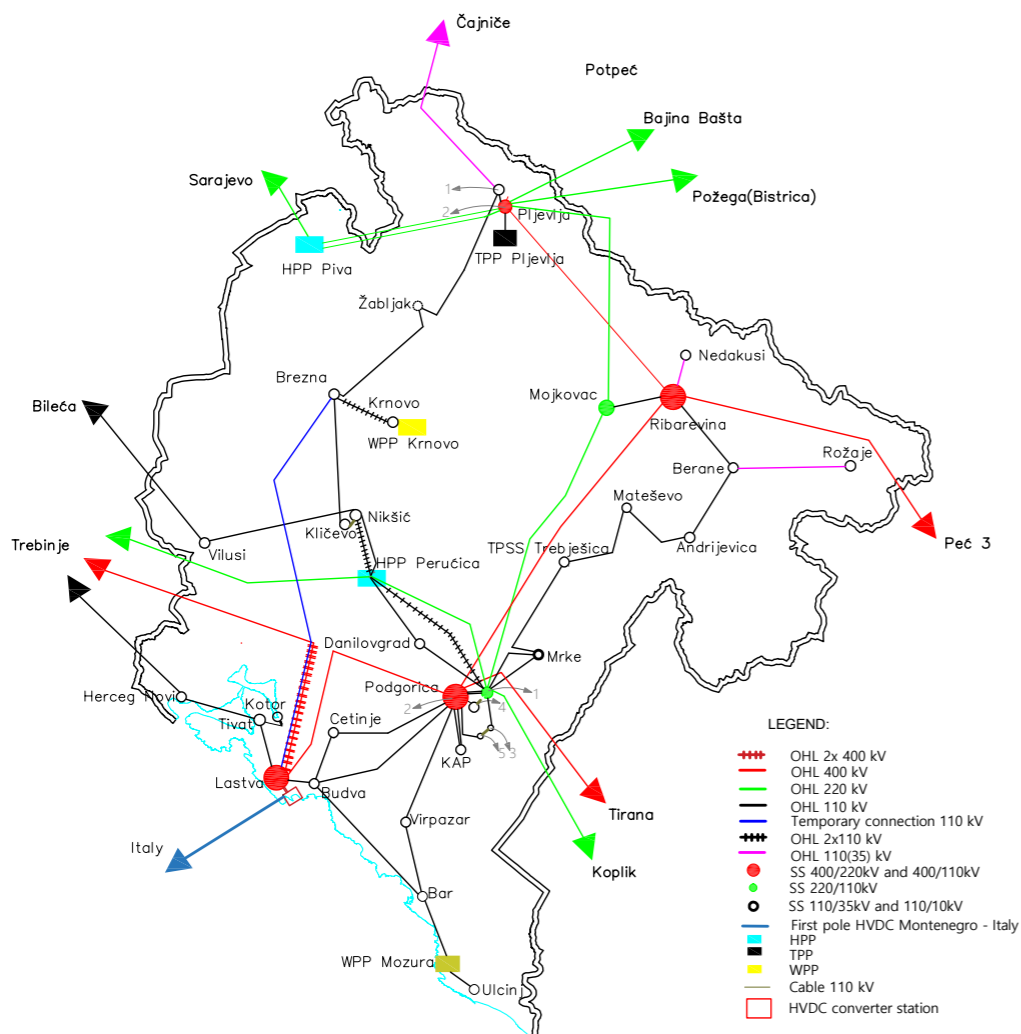 Čajniče
Potpeč
Bajina Bašta
Sarajevo
Požega(Bistrica)
1
2
Pljevlja
HPP Piva
TPP Pljevlja
Žabljak
Nedakusi
Brezna
Mojkovac
Bileća
Krnovo
Ribarevina
WPP Krnovo
Rožaje
Berane
Mateševo
Nikšić
Kličevo
Andrijevica
Peć 3
Vilusi
Trebinje
TPSS
Trebješica
HPP Perućica
Danilovgrad
Mrke
Podgorica
1
Herceg Novi
Kotor
2
4
Tivat
Cetinje
KAP
5
3
Lastva
Budva
Tirana
Virpazar
Italy
Koplik
Bar
WPP Mozura
Ulcinj
LEGEND:
OHL 2x 400 kV
OHL 400 kV
OHL 220 kV
OHL 110 kV
Temporary connection 110 kV
OHL 2x110 kV
OHL 110(35) kV
SS 400/220kV and 400/110kV
SS 220/110kV
SS 110/35kV and 110/10kV
First pole HVDC Montenegro - Italy
HPP
TPP
WPP
Cable 110 kV
HVDC converter station